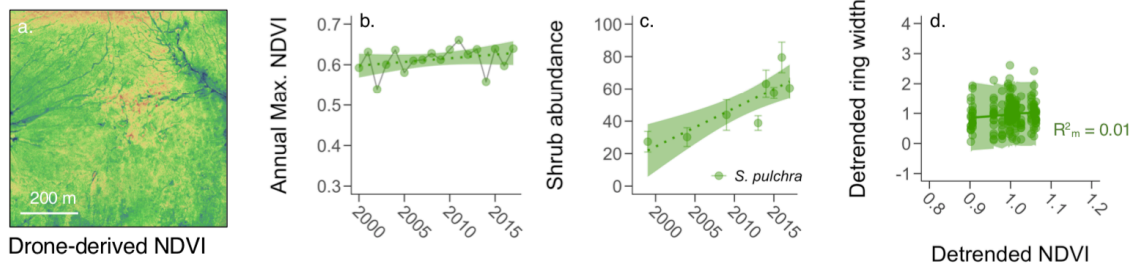 a.
200 m
Drone-derived NDVI
b.
Annual Max. NDVI
0.7
0.6
0.5
0.4
0.3
2000
2005
2010
2015
c.
Shrub abundance
100
80
60
40
20
0
S. pulchra
2000
2005
2010
2015
d.
Detrended ring width
4
3
2
1
0
-1
R²m = 0.01
0.8
0.9
1.0
1.1
1.2
Detrended NDVI